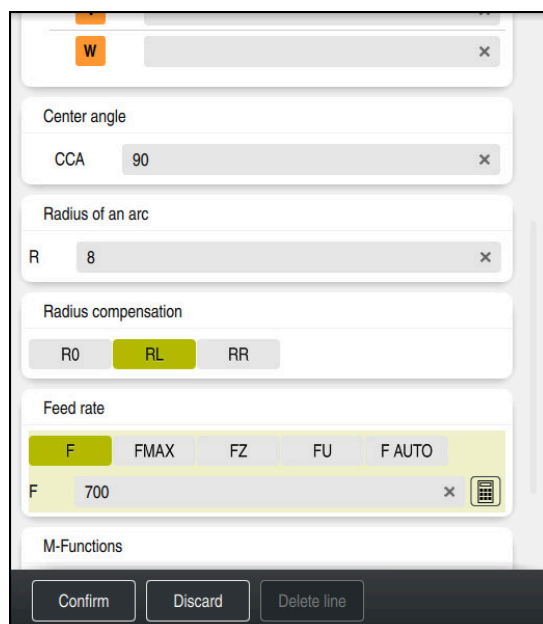 W ×
Center angle
CCA 90 ×
Radius of an arc
R 8 ×
Radius compensation
R0 RL RR
Feed rate
F FMAX FZ FU F AUTO
F 700 ×
M-Functions
Confirm Discard Delete line